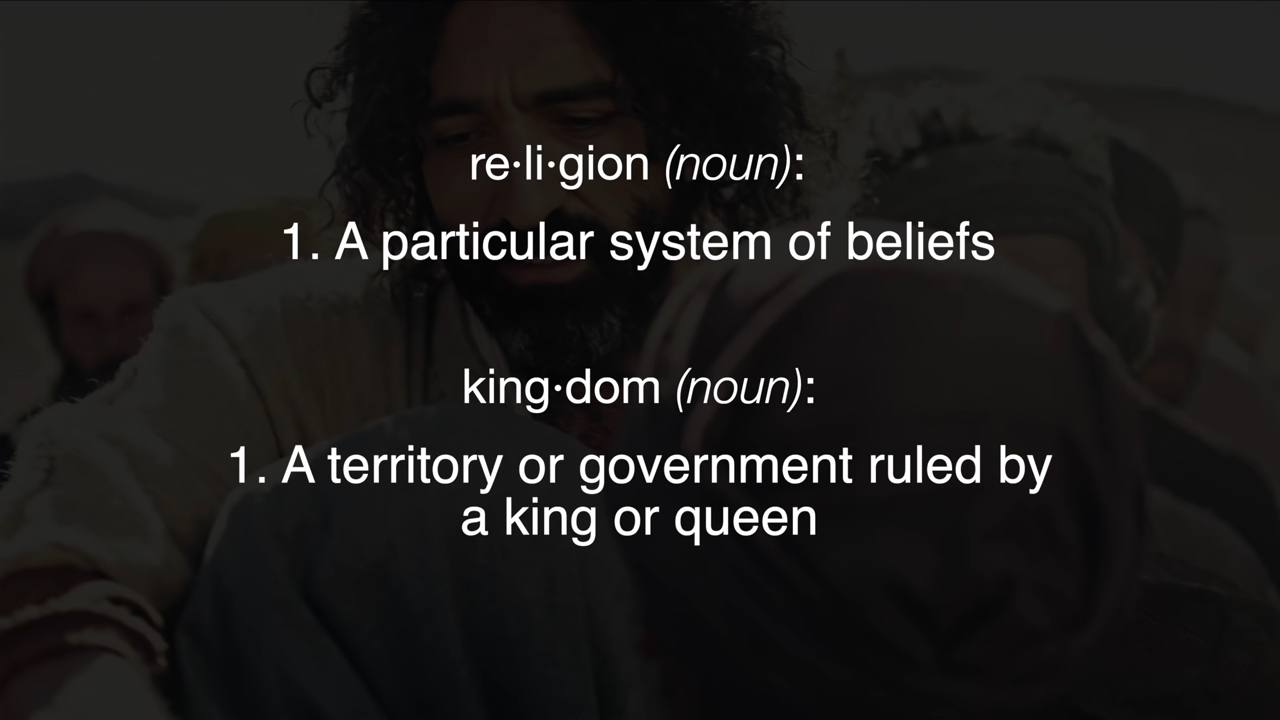 re·li·gion (noun):
1. A particular system of beliefs
king·dom (noun):
1. A territory or government ruled by
a king or queen